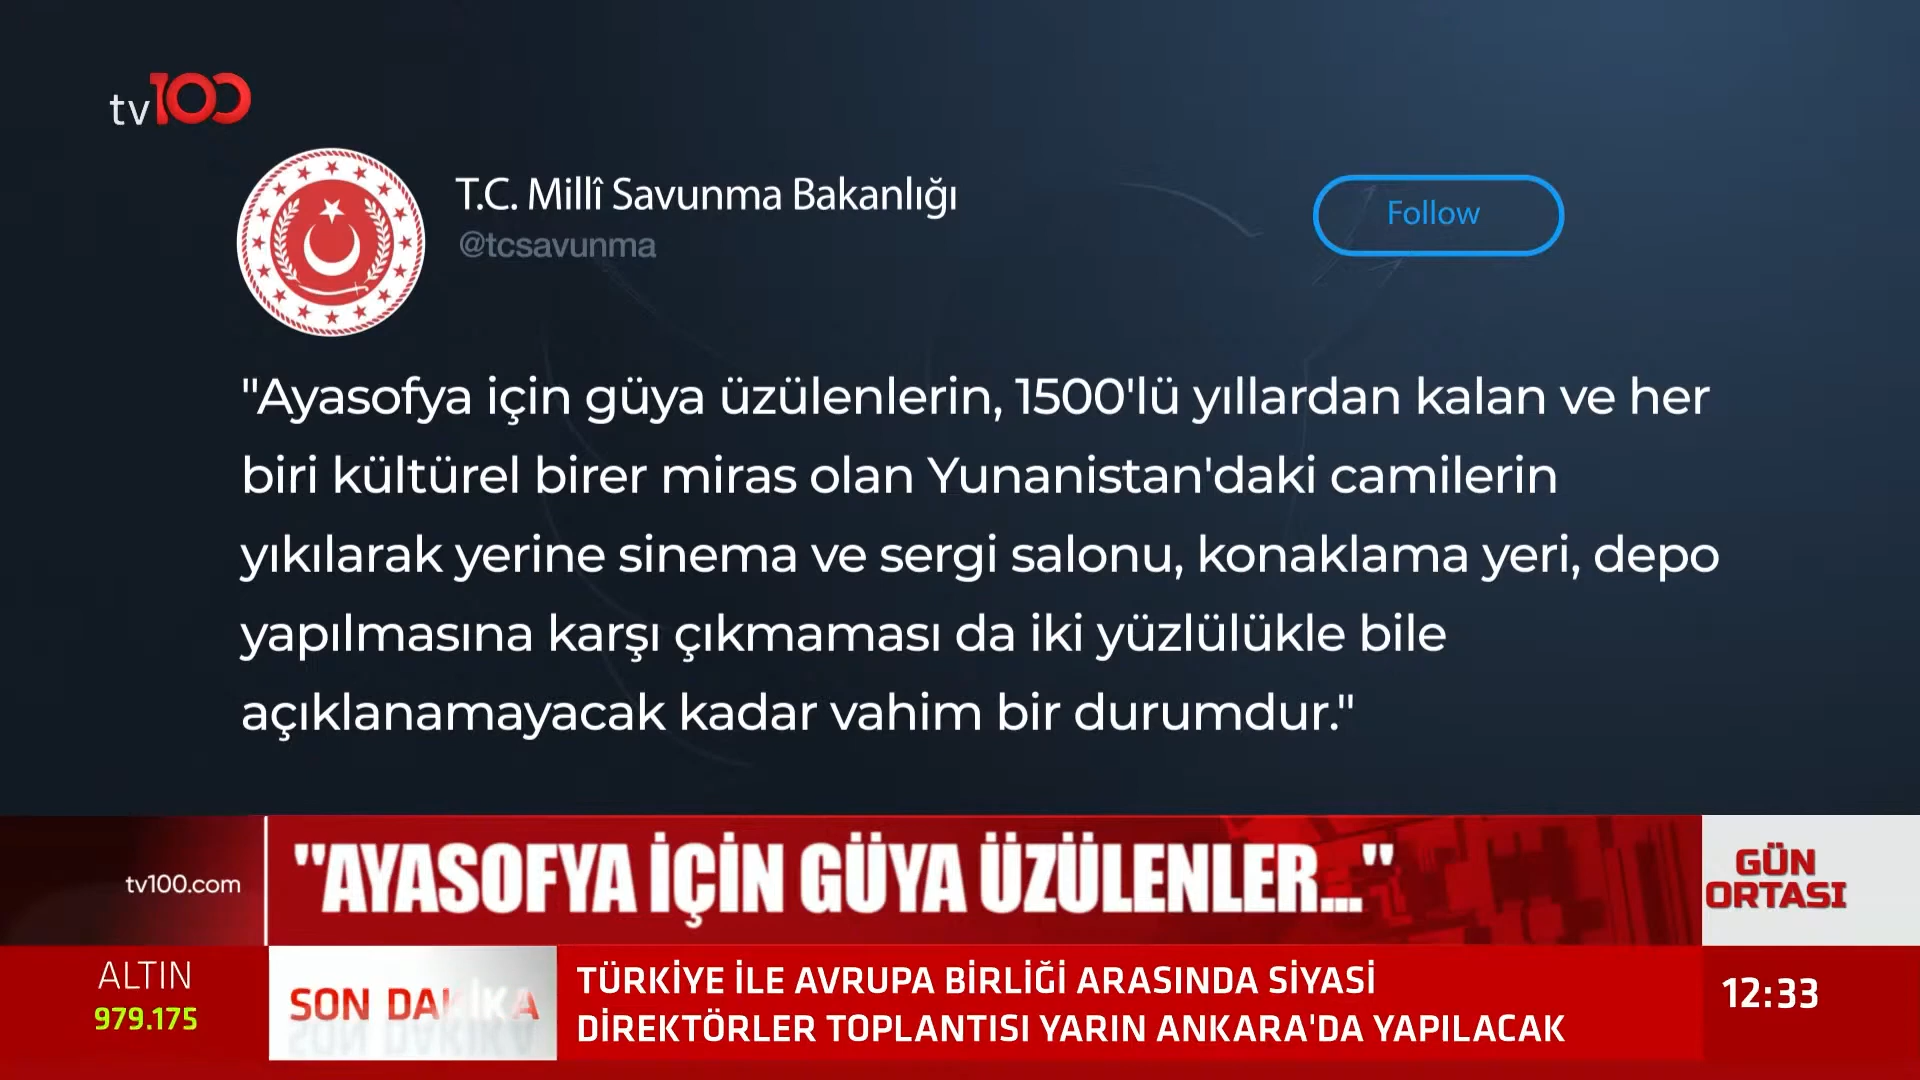 tv100
T.C. Millî Savunma Bakanlığı
@tcsavunma
Follow
"Ayasofya için güya üzülenlerin, 1500'lü yıllardan kalan ve her
biri kültürel birer miras olan Yunanistan'daki camilerin
yıkılarak yerine sinema ve sergi salonu, konaklama yeri, depo
yapılmasına karşı çıkmaması da iki yüzlülükle bile
açıklanamayacak kadar vahim bir durumdur."
tv100.com
"AYASOFYA İÇİN GÜYA ÜZÜLENLER..."
GÜN
ORTASI
ALTIN
979.175
SON DAKİKA
TÜRKİYE İLE AVRUPA BİRLİĞİ ARASINDA SİYASİ
DİREKTÖRLER TOPLANTISI YARIN ANKARA'DA YAPILACAK
12:33